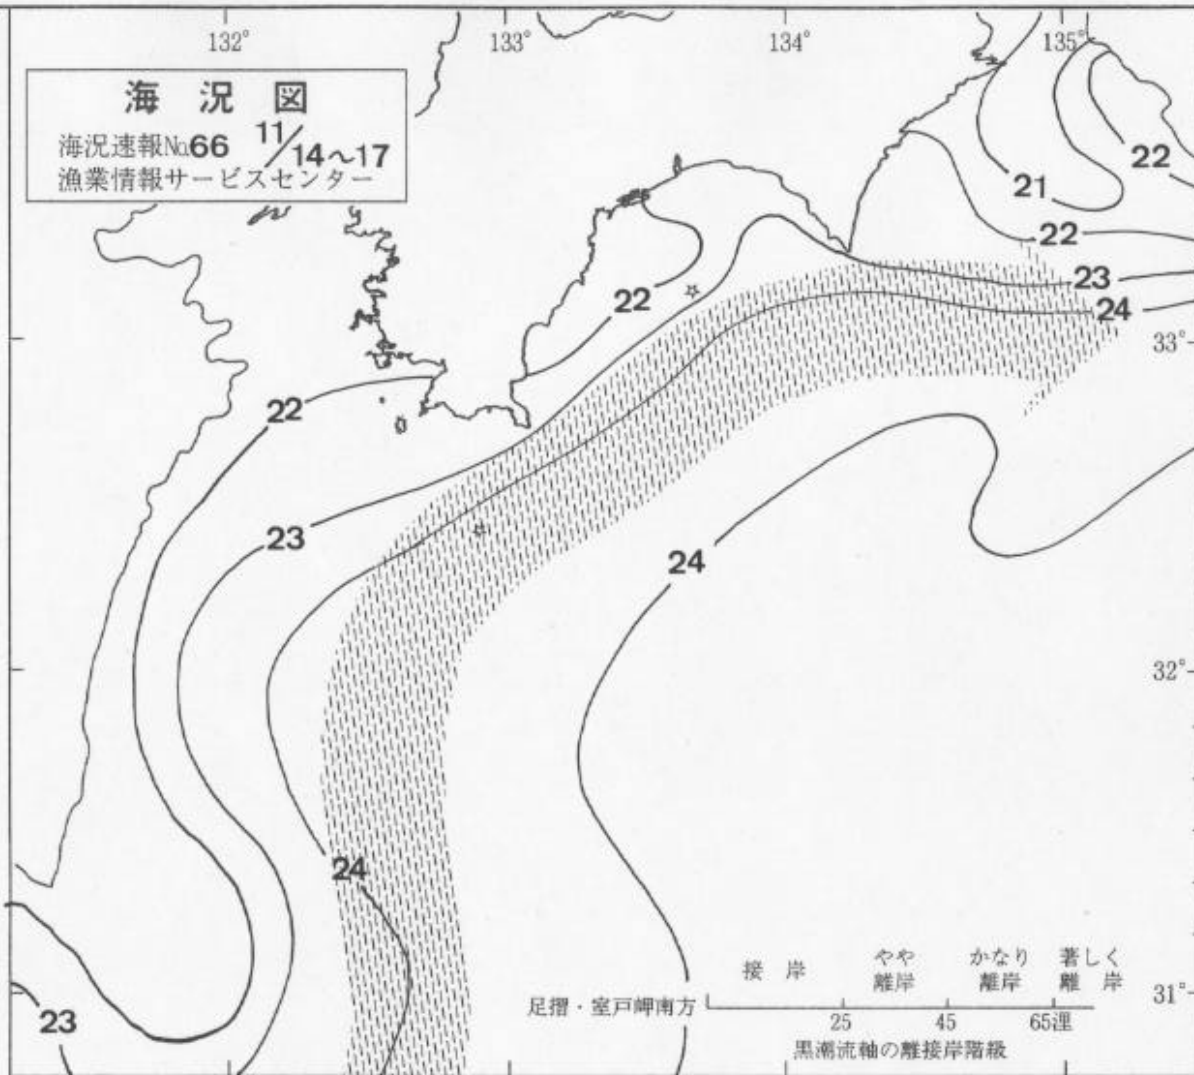 132°
133°
134°
135°
海況図
海況速報No.66 11/14～17
漁業情報サービスセンター
22
21
22
23
24
22
33°
22
23
24
32°
24
31°
23
接岸
やや離岸
かなり離岸
著しく離岸
足摺・室戸岬南方
25 45 65浬
黒潮流軸の離接岸階級